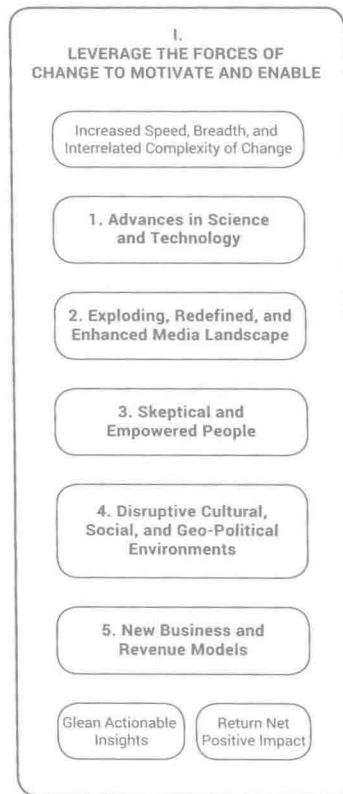 I.
LEVERAGE THE FORCES OF
CHANGE TO MOTIVATE AND ENABLE
Increased Speed, Breadth, and
Interrelated Complexity of Change
1. Advances in Science
and Technology
2. Exploding, Redefined, and
Enhanced Media Landscape
3. Skeptical and
Empowered People
4. Disruptive Cultural,
Social, and Geo-Political
Environments
5. New Business and
Revenue Models
Glean Actionable
Insights
Return Net
Positive Impact